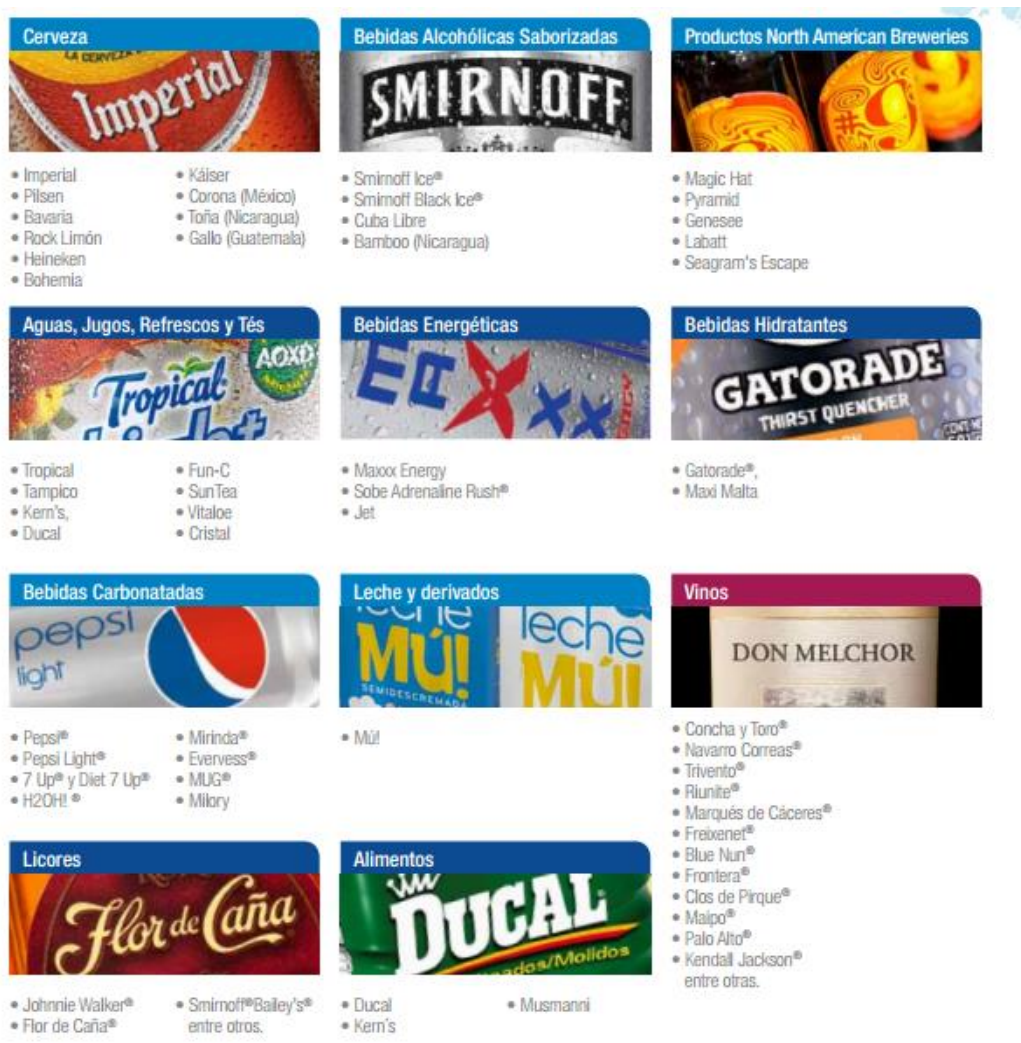 Cerveza
LA CERVEZA
Imperial
• Imperial
• Pilsen
• Bavaria
• Rock Limón
• Heineken
• Bohemia
• Káiser
• Corona (México)
• Toña (Nicaragua)
• Gallo (Guatemala)
Bebidas Alcohólicas Saborizadas
SMIRNOFF
• Smirnoff Ice®
• Smirnoff Black Ice®
• Cuba Libre
• Bamboo (Nicaragua)
Productos North American Breweries
#9
• Magic Hat
• Pyramid
• Genesee
• Labatt
• Seagram's Escape
Aguas, Jugos, Refrescos y Tés
Tropical
AOXD
• Tropical
• Tampico
• Kern's,
• Ducal
• Fun-C
• SunTea
• Vitaloe
• Cristal
Bebidas Energéticas
• Maxxx Energy
• Sobe Adrenaline Rush®
• Jet
Bebidas Hidratantes
GATORADE
THIRST QUENCHER
• Gatorade®,
• Maxi Malta
Bebidas Carbonatadas
pepsi
light
• Pepsi®
• Pepsi Light®
• 7 Up® y Diet 7 Up®
• H2OH! ®
• Mirinda®
• Evervess®
• MUG®
• Milory
Leche y derivados
leche
MÚ!
SEMIDESCREMADA
leche
MÚ!
• Mú!
Vinos
DON MELCHOR
• Concha y Toro®
• Navarro Correas®
• Trivento®
• Riunite®
• Marqués de Cáceres®
• Freixenet®
• Blue Nun®
• Frontera®
• Clos de Pirque®
• Maipo®
• Palo Alto®
• Kendall Jackson®
entre otras.
Licores
Flor de Caña
• Johnnie Walker®
• Flor de Caña®
• Smirnoff®Bailey's®
entre otros.
Alimentos
DUCAL
/Molidos
• Ducal
• Kern´s
• Musmanni